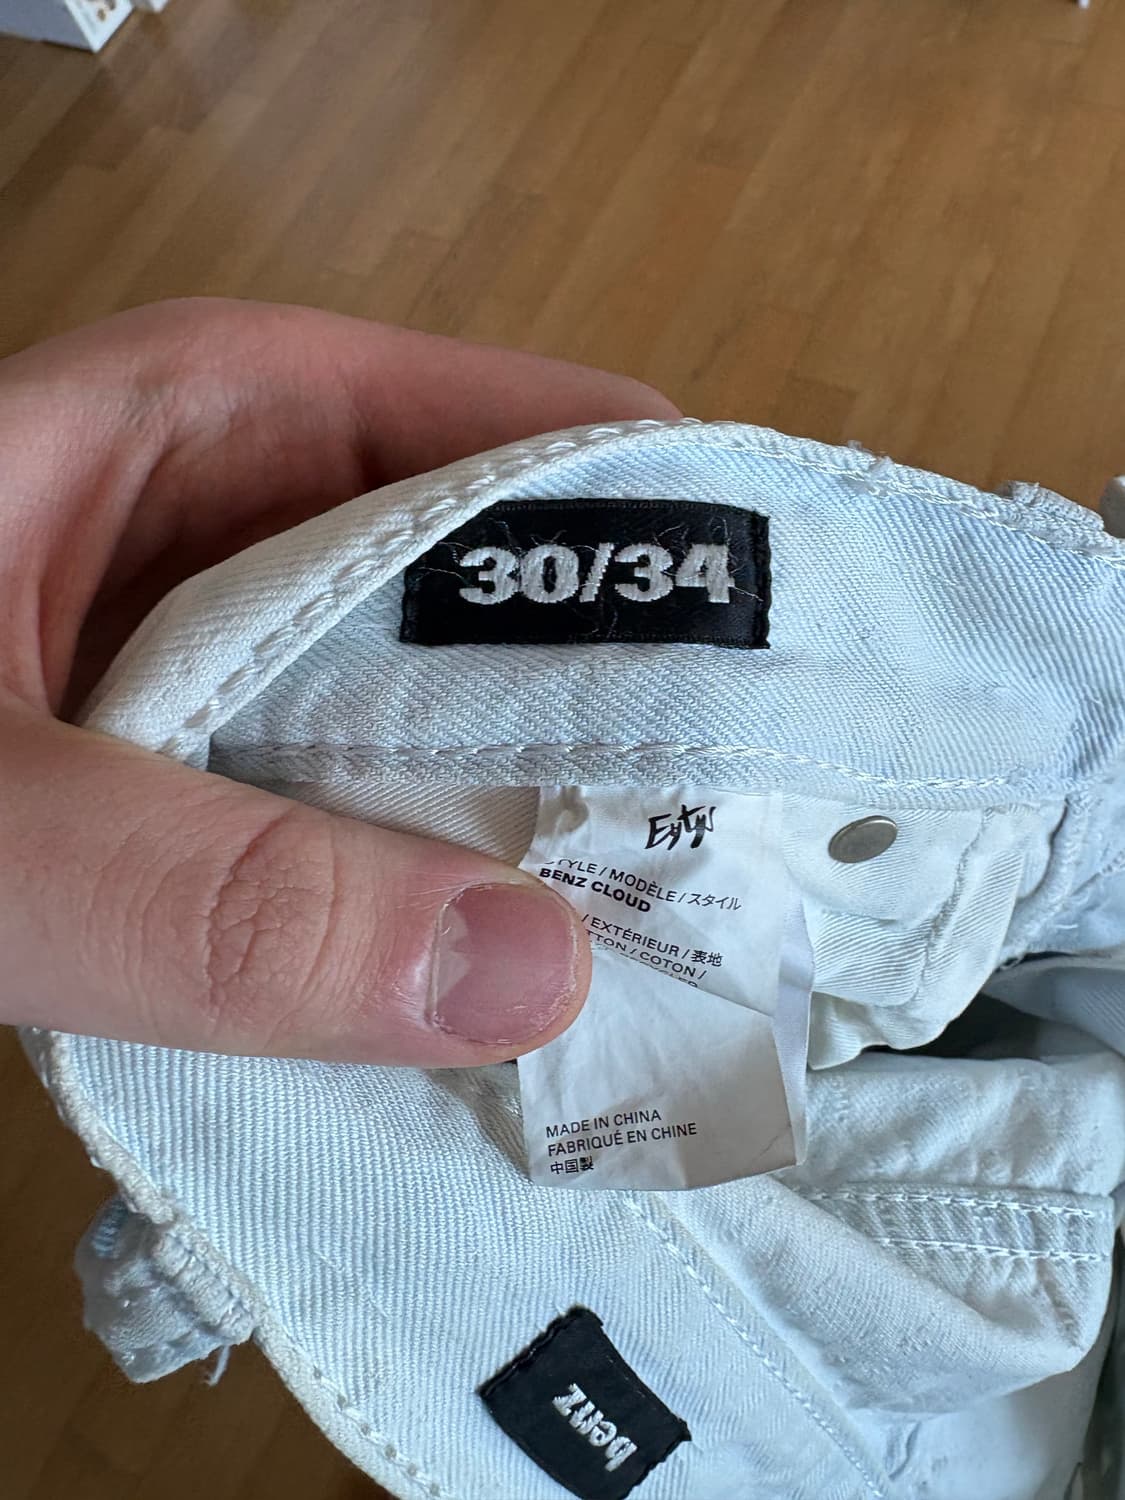 30/34
Eytys
STYLE / MODÈLE / スタイル
BENZ CLOUD
/ EXTÉRIEUR / 表地
COTTON / COTON /
MADE IN CHINA
FABRIQUÉ EN CHINE
中国製
benz